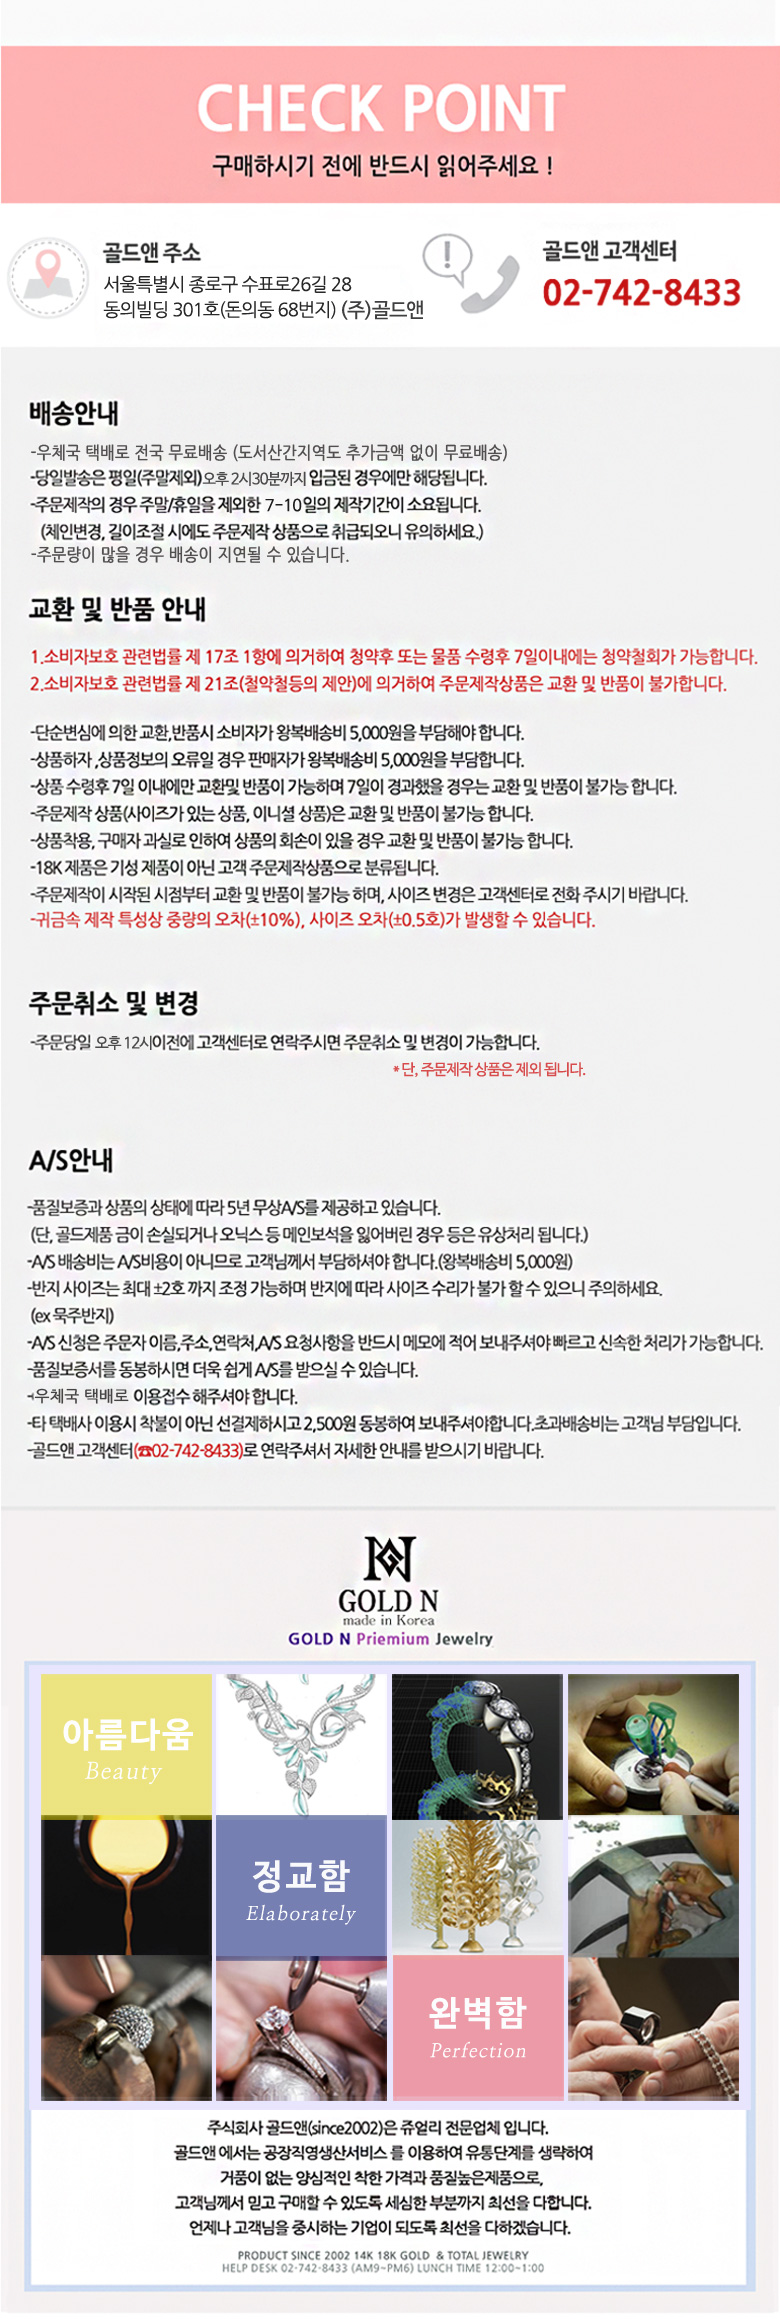 CHECK POINT
구매하시기 전에 반드시 읽어주세요 !
골드앤 주소
서울특별시 종로구 수표로26길 28
동의빌딩 301호(돈의동 68번지) (주)골드앤
골드앤 고객센터
02-742-8433
배송안내
-우체국 택배로 전국 무료배송 (도서산간지역도 추가금액 없이 무료배송)
-당일발송은 평일(주말제외)오후 2시30분까지 입금된 경우에만 해당됩니다.
-주문제작의 경우 주말/휴일을 제외한 7-10일의 제작기간이 소요됩니다.
(체인변경, 길이조절 시에도 주문제작 상품으로 취급되오니 유의하세요.)
-주문량이 많을 경우 배송이 지연될 수 있습니다.
교환 및 반품 안내
1.소비자보호 관련법률 제 17조 1항에 의거하여 청약후 또는 물품 수령후 7일이내에는 청약철회가 가능합니다.
2.소비자보호 관련법률 제 21조(철약철등의 제안)에 의거하여 주문제작상품은 교환 및 반품이 불가합니다.
-단순변심에 의한 교환,반품시 소비자가 왕복배송비 5,000원을 부담해야 합니다.
-상품하자 ,상품정보의 오류일 경우 판매자가 왕복배송비 5,000원을 부담합니다.
-상품 수령후 7일 이내에만 교환및 반품이 가능하며 7일이 경과했을 경우는 교환 및 반품이 불가능 합니다.
-주문제작 상품(사이즈가 있는 상품, 이니셜 상품)은 교환 및 반품이 불가능 합니다.
-상품착용, 구매자 과실로 인하여 상품의 회손이 있을 경우 교환 및 반품이 불가능 합니다.
-18K 제품은 기성 제품이 아닌 고객 주문제작상품으로 분류됩니다.
-주문제작이 시작된 시점부터 교환 및 반품이 불가능 하며, 사이즈 변경은 고객센터로 전화 주시기 바랍니다.
-귀금속 제작 특성상 중량의 오차(±10%), 사이즈 오차(±0.5호)가 발생할 수 있습니다.
주문취소 및 변경
-주문당일 오후 12시이전에 고객센터로 연락주시면 주문취소 및 변경이 가능합니다.
* 단, 주문제작 상품은 제외 됩니다.
A/S안내
-품질보증과 상품의 상태에 따라 5년 무상A/S를 제공하고 있습니다.
(단, 골드제품 금이 손실되거나 오닉스 등 메인보석을 잃어버린 경우 등은 유상처리 됩니다.)
-A/S 배송비는 A/S비용이 아니므로 고객님께서 부담하셔야 합니다.(왕복배송비 5,000원)
-반지 사이즈는 최대 ±2호 까지 조정 가능하며 반지에 따라 사이즈 수리가 불가 할 수 있으니 주의하세요.
(ex 묵주반지)
-A/S 신청은 주문자 이름,주소,연락처,A/S 요청사항을 반드시 메모에 적어 보내주셔야 빠르고 신속한 처리가 가능합니다.
-품질보증서를 동봉하시면 더욱 쉽게 A/S를 받으실 수 있습니다.
-우체국 택배로 이용접수 해주셔야 합니다.
-타 택배사 이용시 착불이 아닌 선결제하시고 2,500원 동봉하여 보내주셔야합니다.초과배송비는 고객님 부담입니다.
-골드앤 고객센터(☎02-742-8433)로 연락주셔서 자세한 안내를 받으시기 바랍니다.
GOLD N
made in Korea
GOLD N Priemium Jewelry
아름다움
Beauty
정교함
Elaborately
완벽함
Perfection
주식회사 골드앤(since2002)은 쥬얼리 전문업체 입니다.
골드앤 에서는 공장직영생산서비스 를 이용하여 유통단계를 생략하여
거품이 없는 양심적인 착한 가격과 품질높은제품으로,
고객님께서 믿고 구매할 수 있도록 세심한 부분까지 최선을 다합니다.
언제나 고객님을 중시하는 기업이 되도록 최선을 다하겠습니다.
PRODUCT SINCE 2002 14K 18K GOLD & TOTAL JEWELRY
HELP DESK 02-742-8433 (AM9~PM6) LUNCH TIME 12:00~1:00